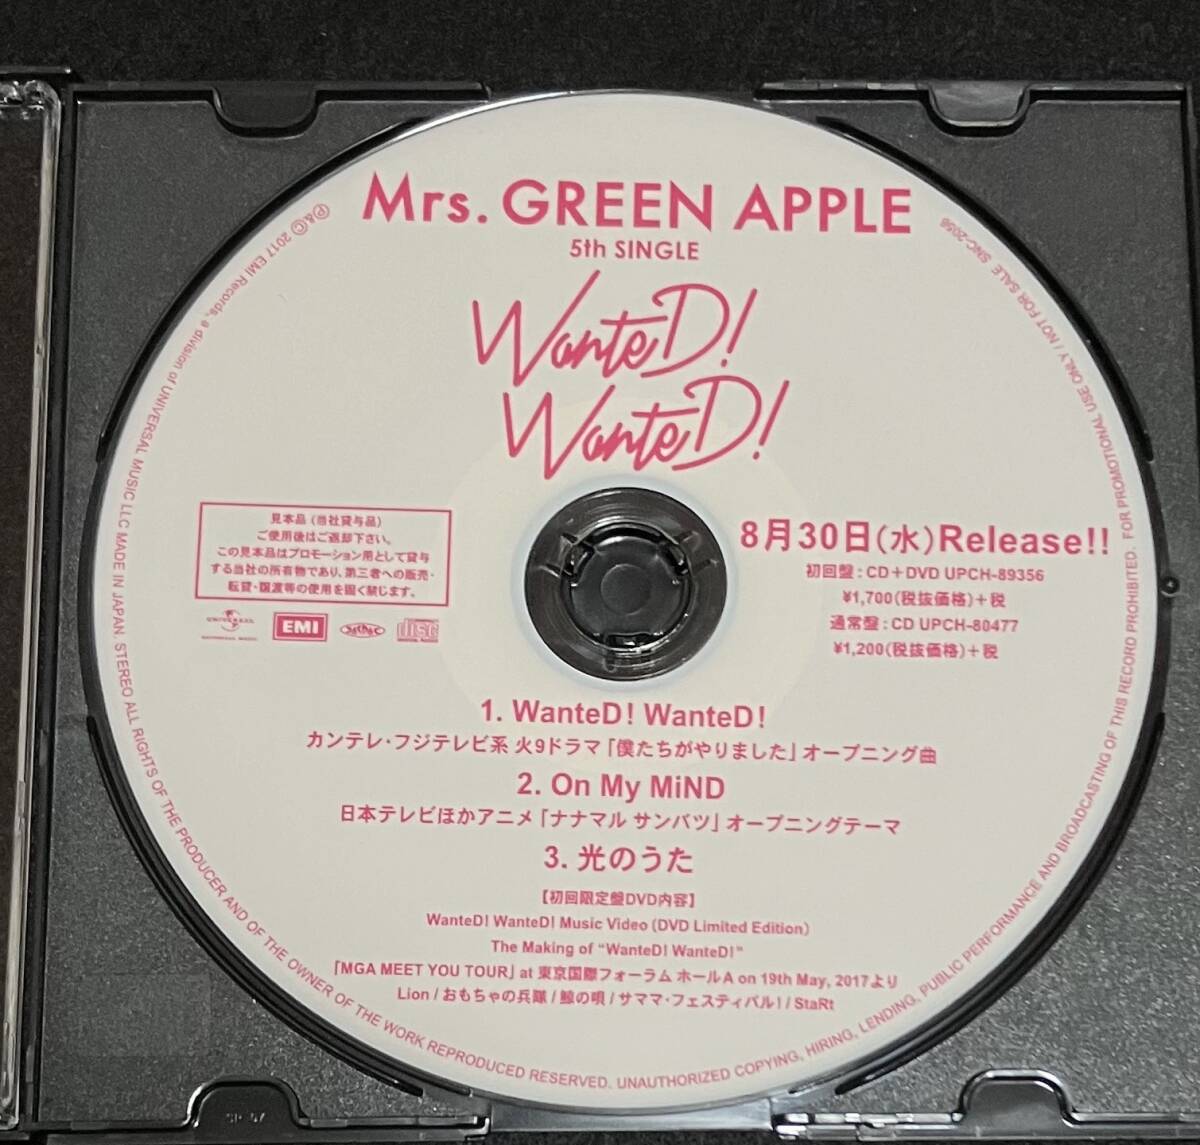 Mrs. GREEN APPLE
5th SINGLE
WanteD!
WanteD!
見本品(当社貸与品)
ご使用後はご返却下さい。
この見本品はプロモーション用として貸与
する当社の所有物であり、第三者への販売・
転貸・譲渡等の使用を固く禁じます。
UNIVERSAL
UNIVERSAL MUSIC
EMI
disc
8月30日(水)Release!!
初回盤:CD+DVD UPCH-89356
¥1,700(税抜価格)+税
通常盤:CD UPCH-80477
¥1,200(税抜価格)+税
1. WanteD! WanteD!
カンテレ・フジテレビ系 火9ドラマ「僕たちがやりました」オープニング曲
2. On My MiND
日本テレビほかアニメ「ナナマル サンバツ」オープニングテーマ
3. 光のうた
【初回限定盤DVD内容】
WanteD! WanteD! Music Video (DVD Limited Edition)
The Making of "WanteD! WanteD!"
「MGA MEET YOU TOUR」at 東京国際フォーラム ホールA on 19th May, 2017より
Lion / おもちゃの兵隊 / 鯨の唄 / サママ・フェスティバル! / StaRt
℗&© 2017 EMI Records, a division of UNIVERSAL MUSIC LLC MADE IN JAPAN. STEREO ALL RIGHTS OF THE PRODUCER AND OF THE OWNER OF THE WORK REPRODUCED RESERVED. UNAUTHORIZED COPYING, HIRING, LENDING, PUBLIC PERFORMANCE AND BROADCASTING OF THIS RECORD PROHIBITED. FOR PROMOTIONAL USE ONLY / NOT FOR SALE SNC-2056